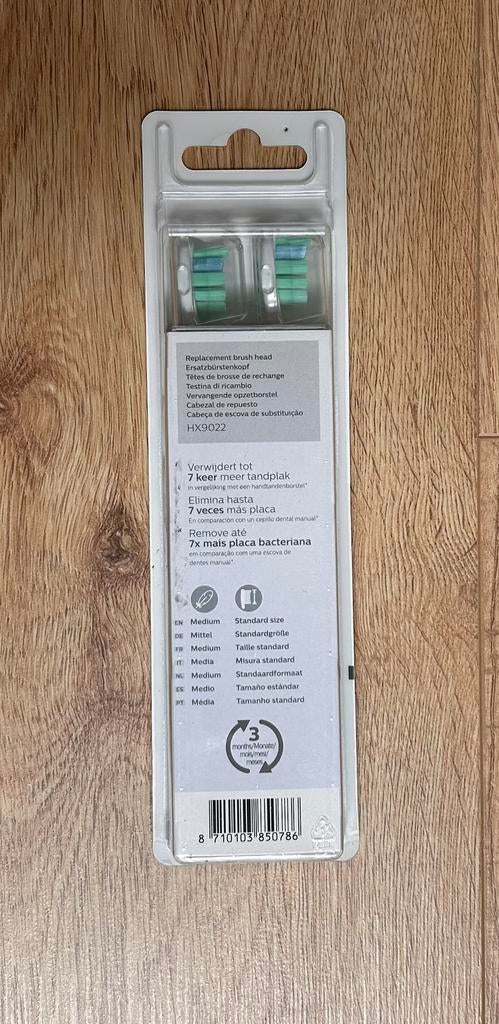 Replacement brush head
Ersatzbürstenkopf
Têtes de brosse de rechange
Testina di ricambio
Vervangende opzetborstel
Cabezal de repuesto
Cabeça de escova de substituição
HX9022
Verwijdert tot
7 keer meer tandplak
in vergelijking met een handtandenborstel*
Elimina hasta
7 veces más placa
En comparación con un cepillo dental manual*
Remove até
7x mais placa bacteriana
em comparação com uma escova de
dentes manual*
EN Medium Standard size
DE Mittel Standardgröße
FR Medium Taille standard
IT Media Misura standard
NL Medium Standaardformaat
ES Medio Tamaño estándar
PT Média Tamanho standard
3
months/Monate/
mois/mesi/
meses
8 710103 850786